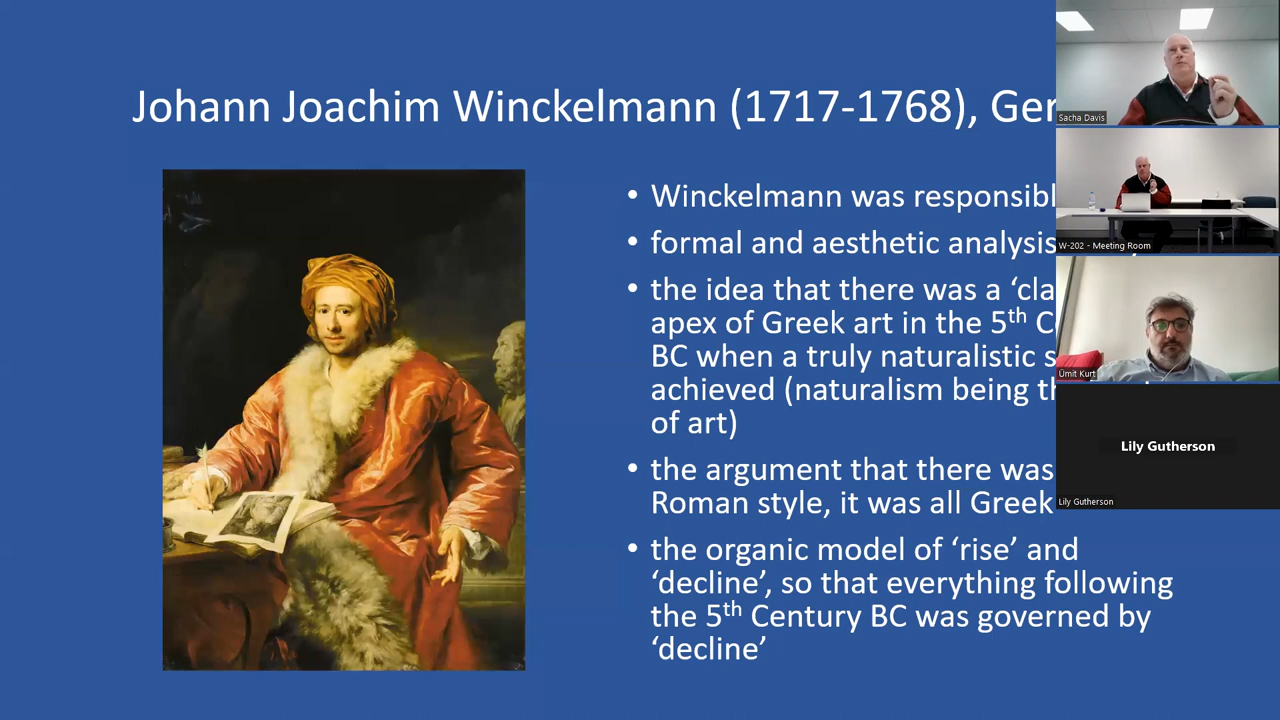 Johann Joachim Winckelmann (1717-1768), Ger
• Winckelmann was responsibl
• formal and aesthetic analysis
• the idea that there was a ‘cla
apex of Greek art in the 5th C
BC when a truly naturalistic s
achieved (naturalism being th
of art)
• the argument that there was
Roman style, it was all Greek
• the organic model of ‘rise’ and
‘decline’, so that everything following
the 5th Century BC was governed by
‘decline’
Sacha Davis
W-202 - Meeting Room
Ümit Kurt
Lily Gutherson
Lily Gutherson